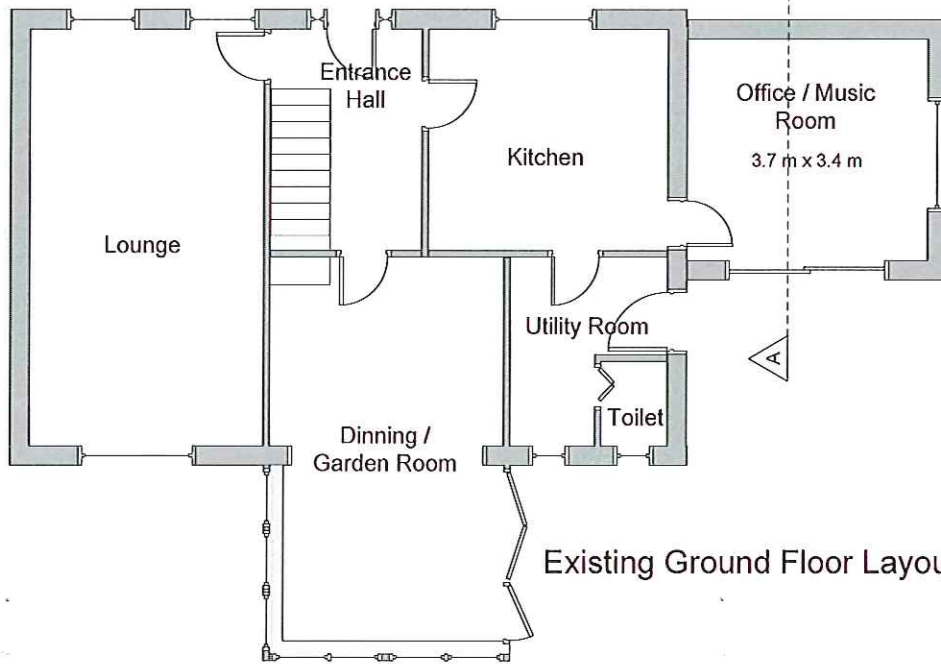 Entrance
Hall
Office / Music
Room
3.7 m x 3.4 m
Kitchen
Lounge
Utility Room
A
Toilet
Dinning /
Garden Room
Existing Ground Floor Layou